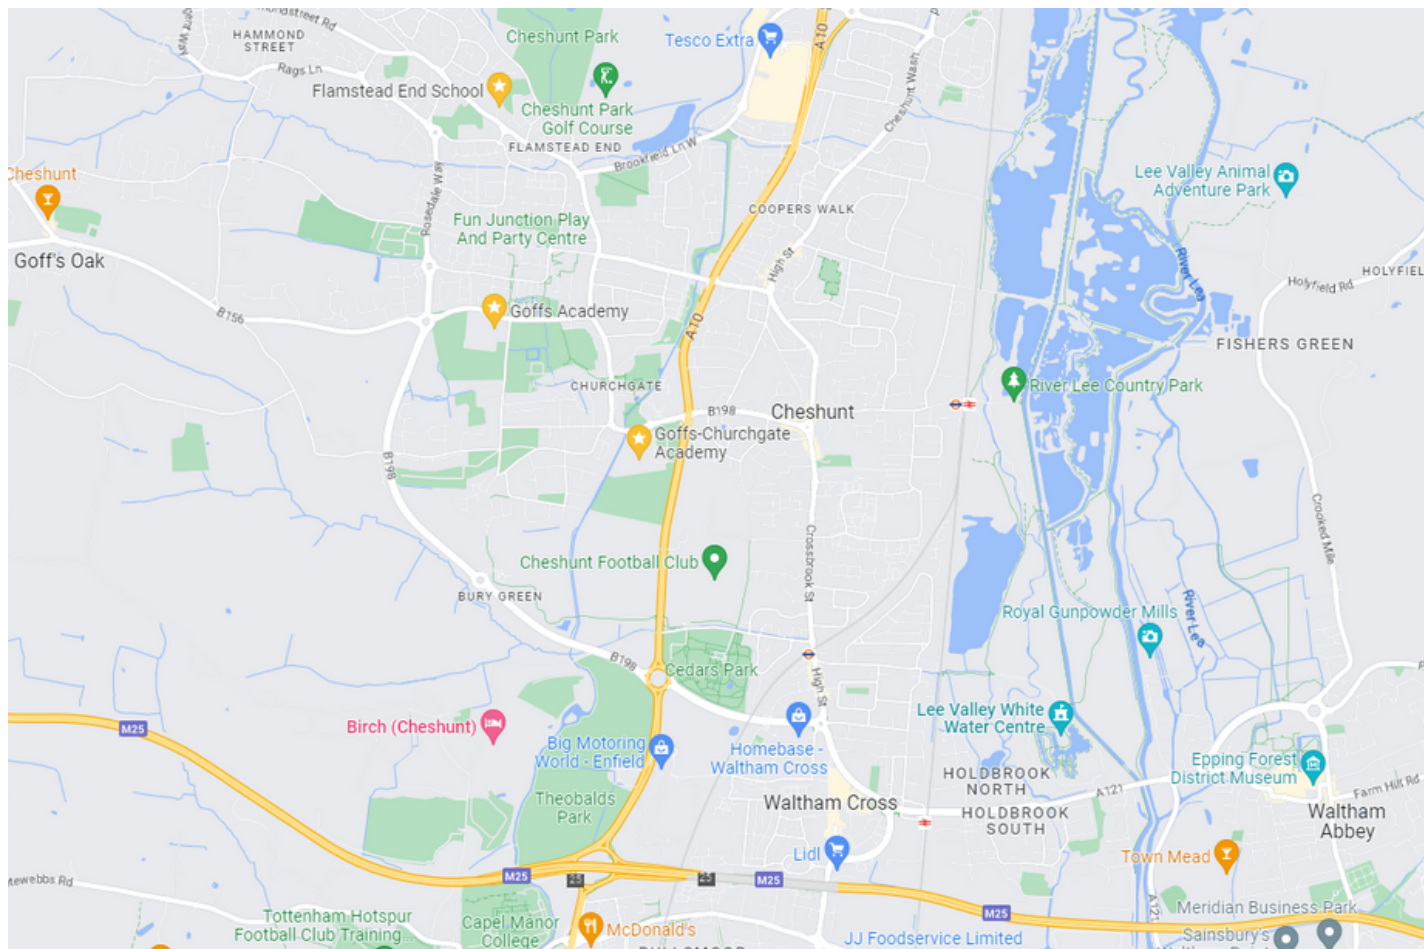 HAMMOND
STREET
Rags Ln
Cheshunt Park
Tesco Extra
A10
Cheshunt Wash
Flamstead End School
Cheshunt Park
Golf Course
FLAMSTEAD END
Brookfield Ln W
Lee Valley Animal
Adventure Park
Cheshunt
Rosedale Way
COOPERS WALK
Fun Junction Play
And Party Centre
Goff's Oak
High St
River Lea
Holyfield Rd
B156
Goffs Academy
A10
FISHERS GREEN
CHURCHGATE
River Lee Country Park
B198
Cheshunt
Goffs-Churchgate
Academy
B198
Crooked Mile
Crossbrook St
Cheshunt Football Club
BURY GREEN
Royal Gunpowder Mills
River Lea
B198
Cedars Park
High St
M25
Birch (Cheshunt)
Big Motoring
World - Enfield
Homebase -
Waltham Cross
Lee Valley White
Water Centre
Epping Forest
District Museum
HOLDBROOK
NORTH
A121
Farm Hill Rd
Theobalds
Park
Waltham Cross
HOLDBROOK
SOUTH
Waltham
Abbey
Lidl
Town Mead
M25
25
25
M25
A121
M25
Meridian Business Park
Tottenham Hotspur
Football Club Training...
Capel Manor
College
McDonald's
JJ Foodservice Limited
Sainsbury's